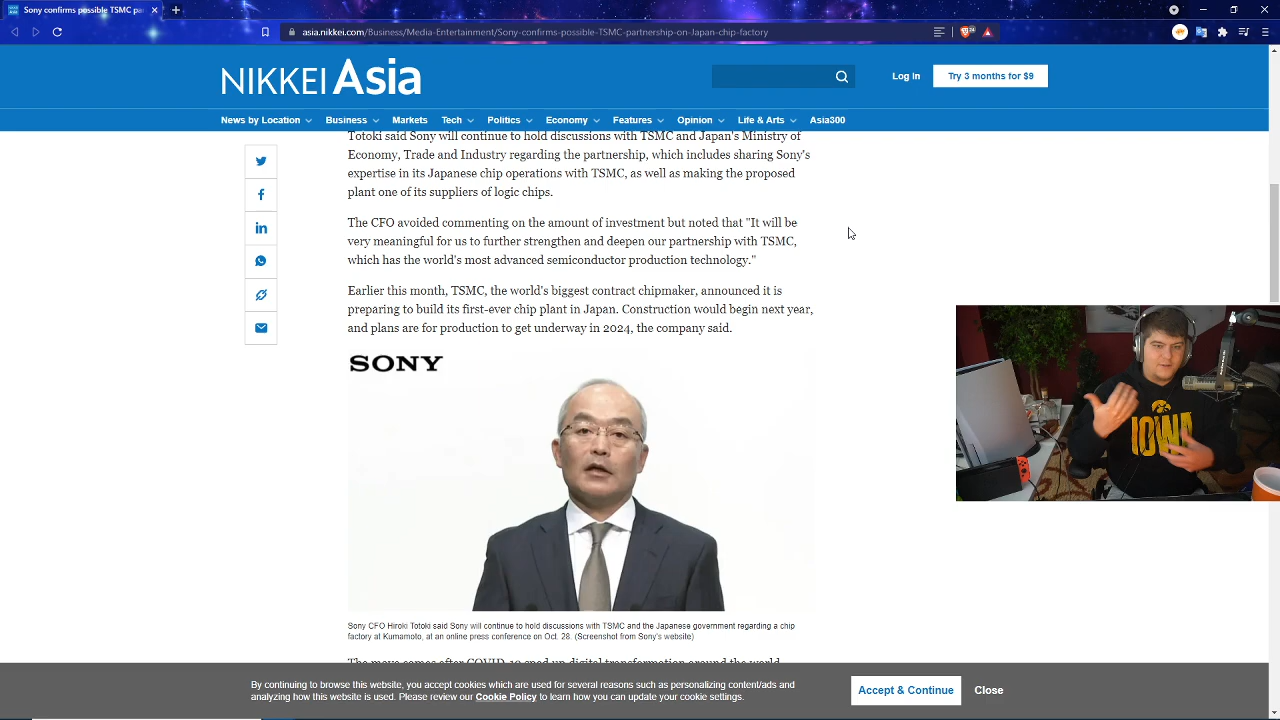 Sony confirms possible TSMC pa
asia.nikkei.com/Business/Media-Entertainment/Sony-confirms-possible-TSMC-partnership-on-Japan-chip-factory
NIKKEI Asia
Log in
Try 3 months for $9
News by Location
Business
Markets
Tech
Politics
Economy
Features
Opinion
Life & Arts
Asia300
Totoki said Sony will continue to hold discussions with TSMC and Japan's Ministry of
Economy, Trade and Industry regarding the partnership, which includes sharing Sony's
expertise in its Japanese chip operations with TSMC, as well as making the proposed
plant one of its suppliers of logic chips.
The CFO avoided commenting on the amount of investment but noted that "It will be
very meaningful for us to further strengthen and deepen our partnership with TSMC,
which has the world's most advanced semiconductor production technology."
Earlier this month, TSMC, the world's biggest contract chipmaker, announced it is
preparing to build its first-ever chip plant in Japan. Construction would begin next year,
and plans are for production to get underway in 2024, the company said.
SONY
IOWA
Sony CFO Hiroki Totoki said Sony will continue to hold discussions with TSMC and the Japanese government regarding a chip
factory at Kumamoto, at an online press conference on Oct. 28. (Screenshot from Sony's website)
The move comes after COVID-19 sped up digital transformation around the world
By continuing to browse this website, you accept cookies which are used for several reasons such as personalizing content/ads and
analyzing how this website is used. Please review our Cookie Policy to learn how you can update your cookie settings.
Accept & Continue
Close